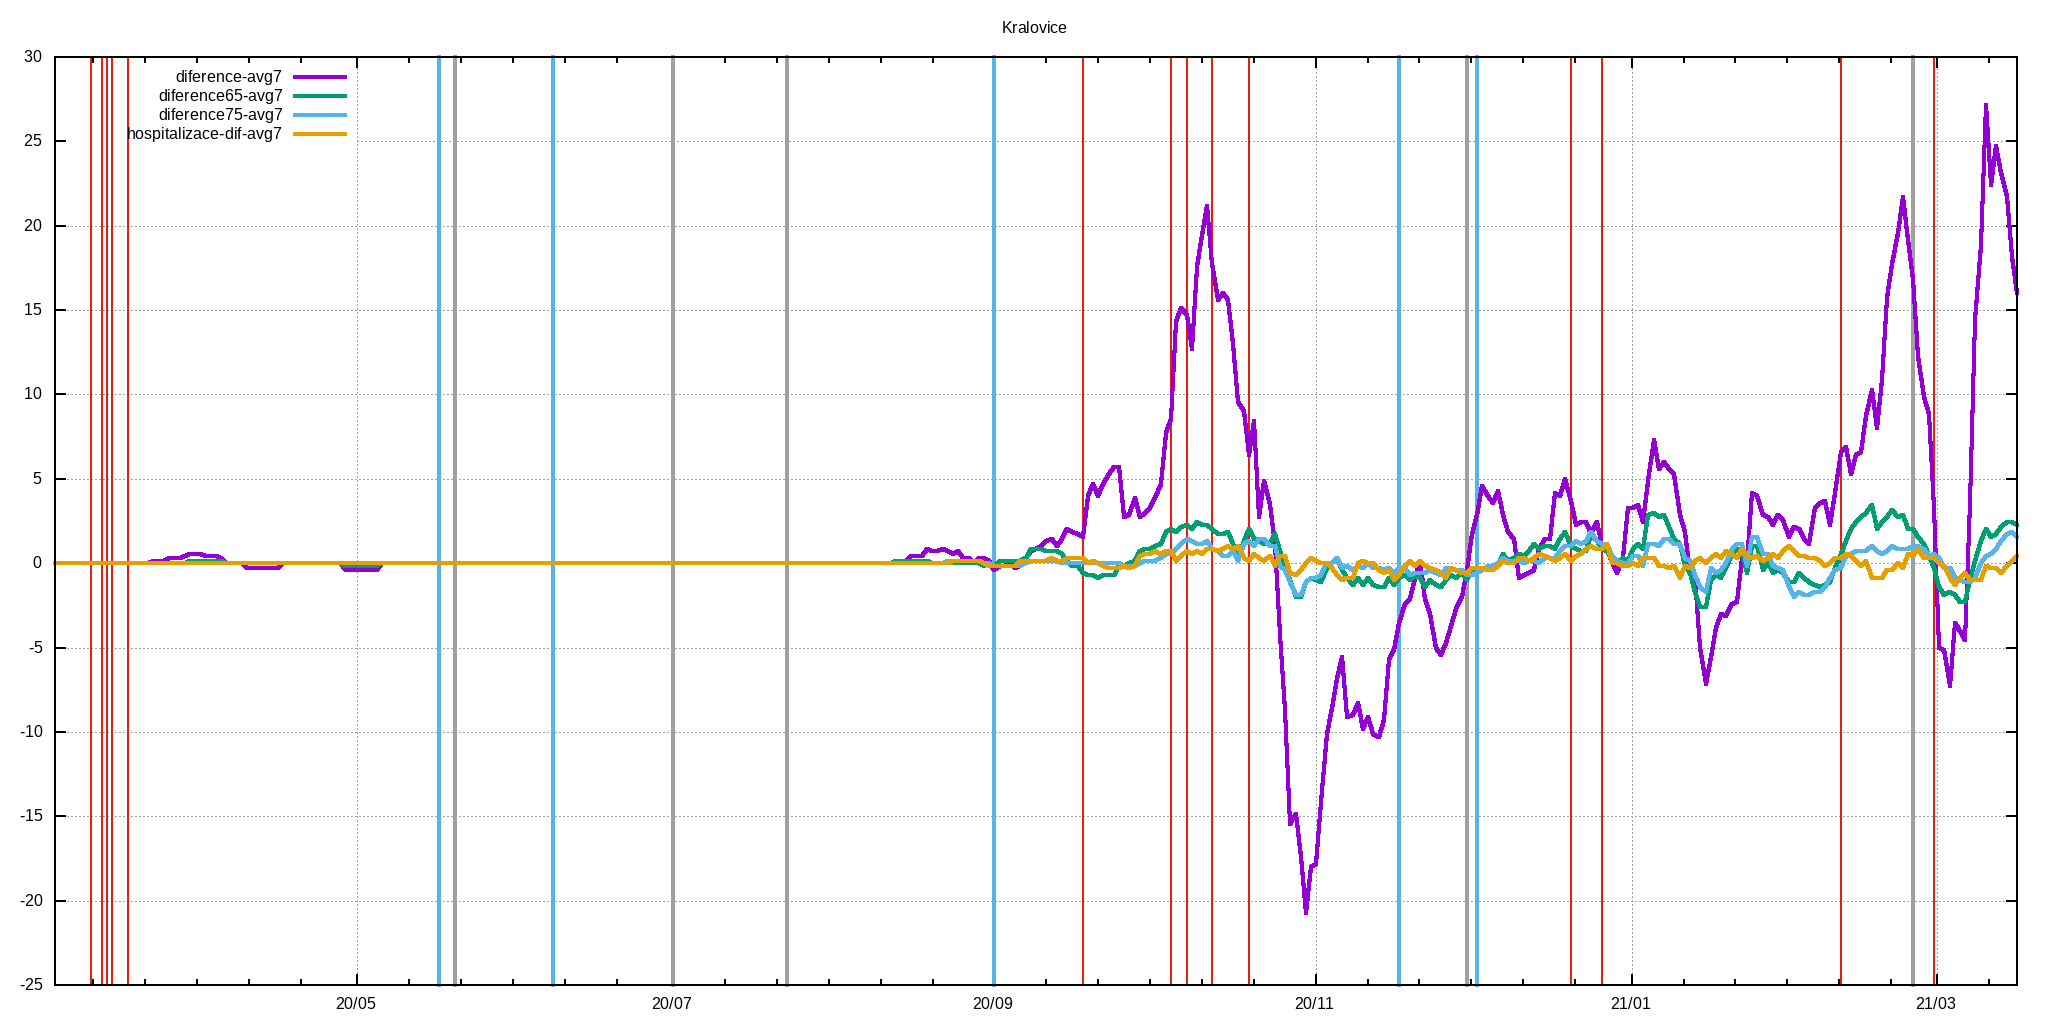 Kralovice
diference-avg7
diference65-avg7
diference75-avg7
hospitalizace-dif-avg7
30
25
20
15
10
5
0
-5
-10
-15
-20
-25
20/05 20/07 20/09 20/11 21/01 21/03